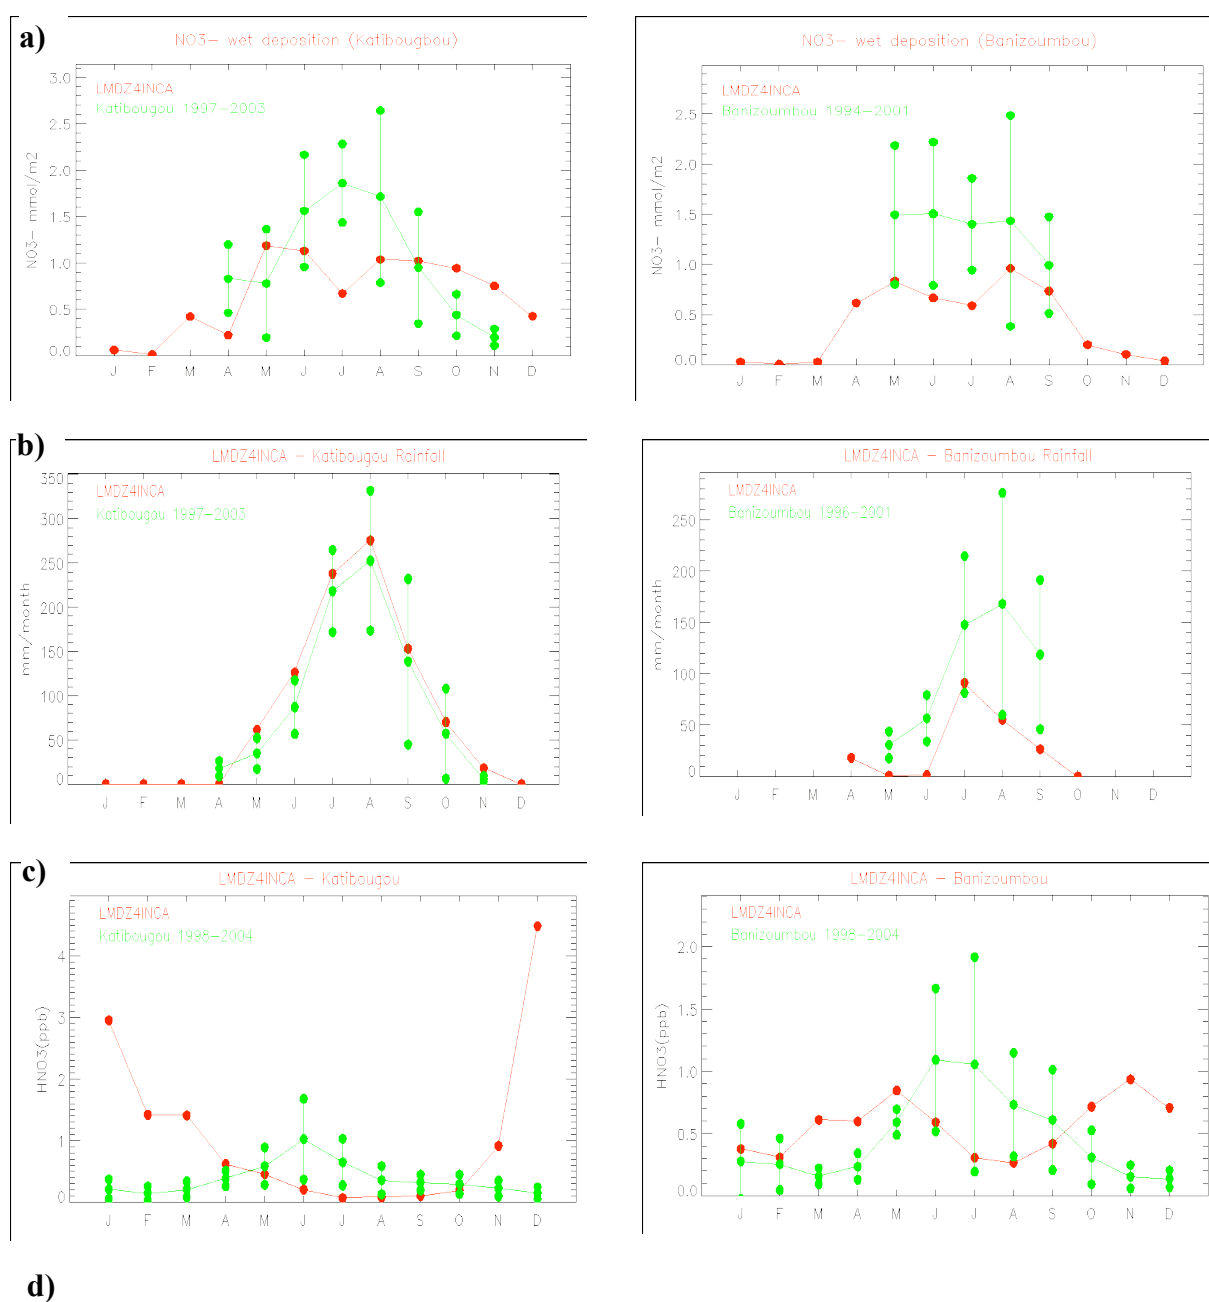 a)
NO3- wet deposition (Katibougbou)
LMDZ4INCA
Katibougou 1997-2003
NO3- mmol/m2
3.0
2.5
2.0
1.5
1.0
0.5
0.0
J F M A M J J A S O N D
NO3- wet deposition (Banizoumbou)
LMDZ4INCA
Banizoumbou 1994-2001
NO3- mmol/m2
2.5
2.0
1.5
1.0
0.5
0.0
J F M A M J J A S O N D
b)
LMDZ4INCA - Katibougou Rainfall
LMDZ4INCA
Katibougou 1997-2003
mm/month
350
300
250
200
150
100
50
0
J F M A M J J A S O N D
LMDZ4INCA - Banizoumbou Rainfall
LMDZ4INCA
Banizoumbou 1996-2001
mm/month
250
200
150
100
50
0
J F M A M J J A S O N D
c)
LMDZ4INCA - Katibougou
LMDZ4INCA
Katibougou 1998-2004
HNO3(ppb)
4
3
2
1
0
J F M A M J J A S O N D
LMDZ4INCA - Banizoumbou
LMDZ4INCA
Banizoumbou 1998-2004
HNO3(ppb)
2.0
1.5
1.0
0.5
0.0
J F M A M J J A S O N D
d)